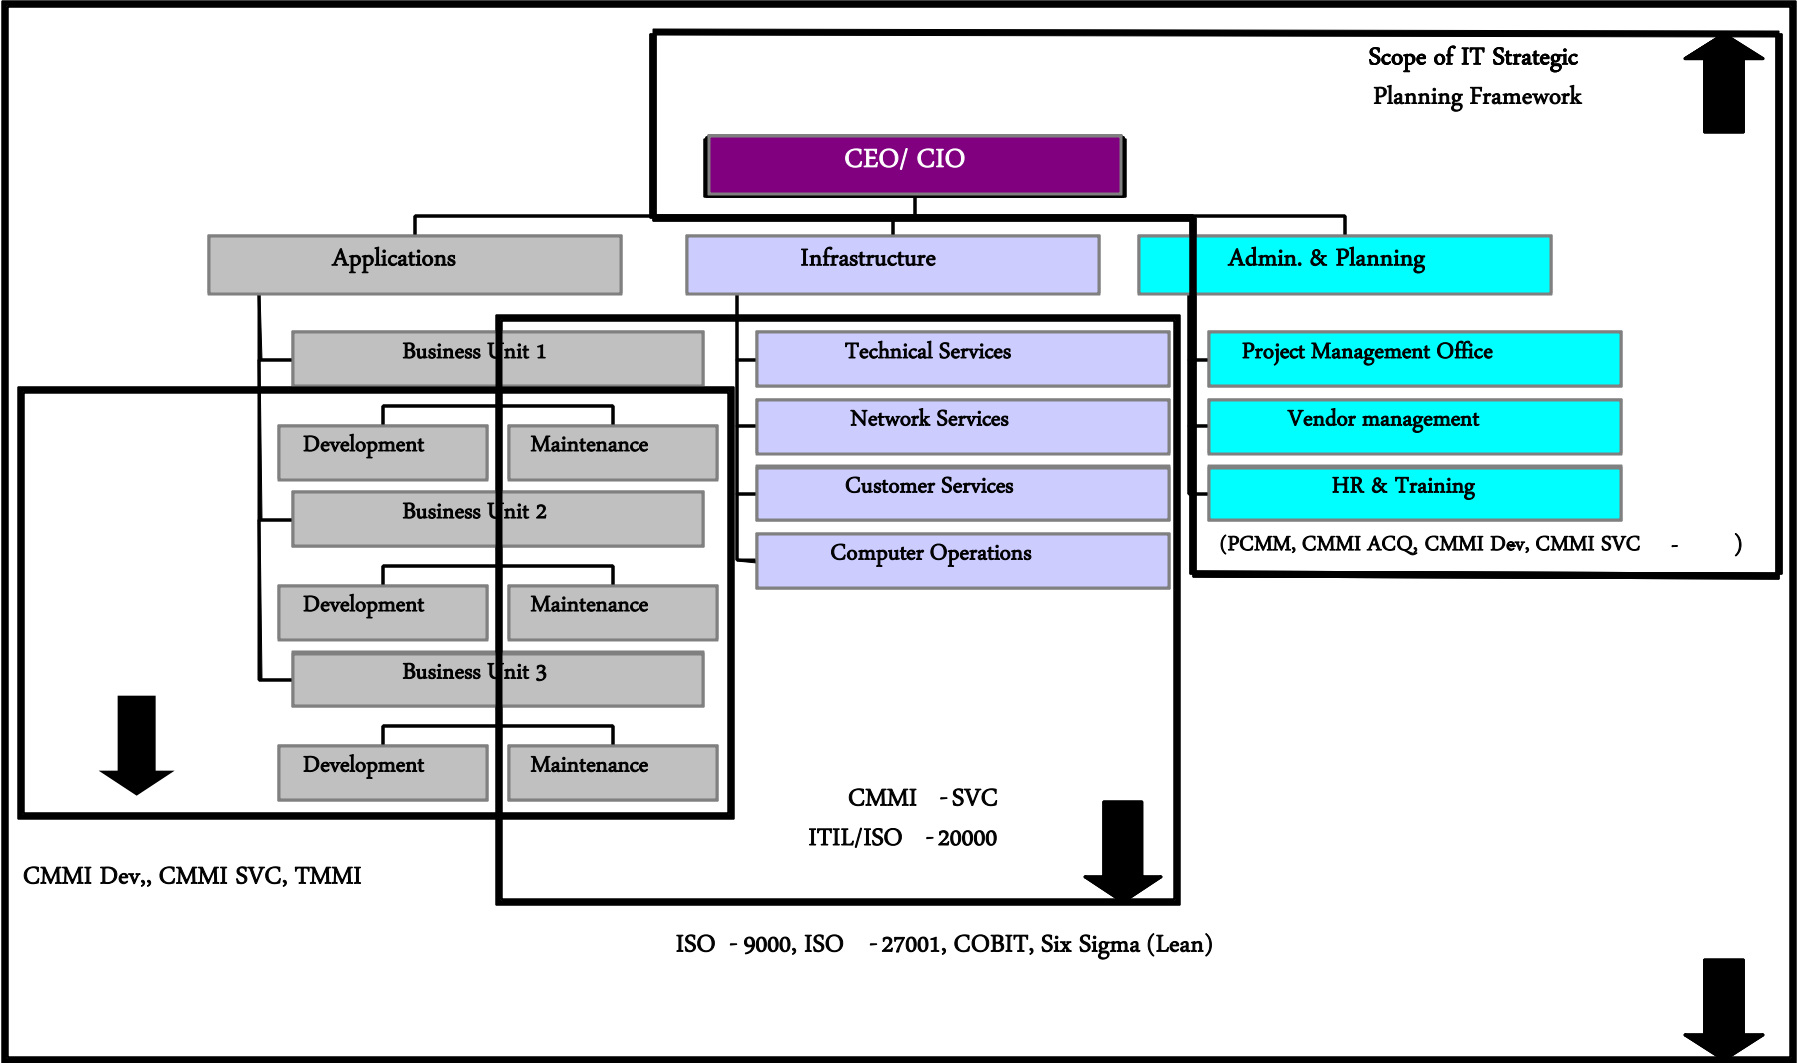 Scope of IT Strategic
Planning Framework
CEO/ CIO
Applications
Infrastructure
Admin. & Planning
Business Unit 1
Technical Services
Project Management Office
Network Services
Vendor management
Development
Maintenance
Customer Services
HR & Training
Business Unit 2
Computer Operations
(PCMM, CMMI ACQ, CMMI Dev, CMMI SVC - )
Development
Maintenance
Business Unit 3
Development
Maintenance
CMMI -SVC
ITIL/ISO -20000
CMMI Dev,, CMMI SVC, TMMI
ISO -9000, ISO -27001, COBIT, Six Sigma (Lean)